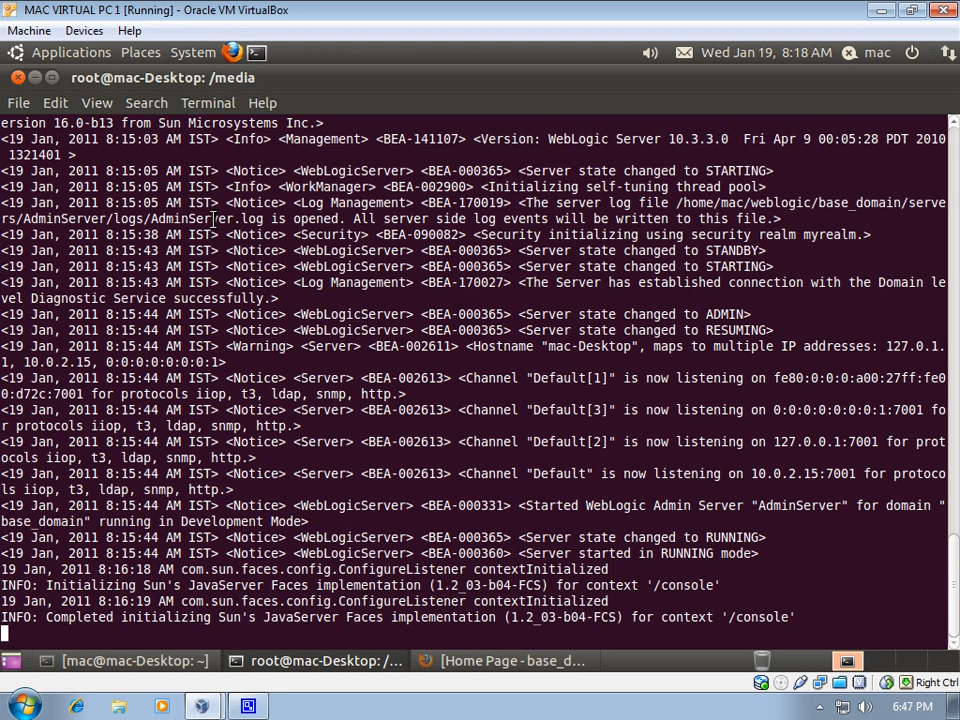 MAC VIRTUAL PC 1 [Running] - Oracle VM VirtualBox
Machine Devices Help
Applications Places System Wed Jan 19, 8:18 AM mac
root@mac-Desktop: /media
File Edit View Search Terminal Help
ersion 16.0-b13 from Sun Microsystems Inc.>
<19 Jan, 2011 8:15:03 AM IST> <Info> <Management> <BEA-141107> <Version: WebLogic Server 10.3.3.0  Fri Apr 9 00:05:28 PDT 2010
1321401 >
<19 Jan, 2011 8:15:05 AM IST> <Notice> <WebLogicServer> <BEA-000365> <Server state changed to STARTING>
<19 Jan, 2011 8:15:05 AM IST> <Info> <WorkManager> <BEA-002900> <Initializing self-tuning thread pool>
<19 Jan, 2011 8:15:05 AM IST> <Notice> <Log Management> <BEA-170019> <The server log file /home/mac/weblogic/base_domain/serve
rs/AdminServer/logs/AdminServer.log is opened. All server side log events will be written to this file.>
<19 Jan, 2011 8:15:38 AM IST> <Notice> <Security> <BEA-090082> <Security initializing using security realm myrealm.>
<19 Jan, 2011 8:15:43 AM IST> <Notice> <WebLogicServer> <BEA-000365> <Server state changed to STANDBY>
<19 Jan, 2011 8:15:43 AM IST> <Notice> <WebLogicServer> <BEA-000365> <Server state changed to STARTING>
<19 Jan, 2011 8:15:43 AM IST> <Notice> <Log Management> <BEA-170027> <The Server has established connection with the Domain le
vel Diagnostic Service successfully.>
<19 Jan, 2011 8:15:44 AM IST> <Notice> <WebLogicServer> <BEA-000365> <Server state changed to ADMIN>
<19 Jan, 2011 8:15:44 AM IST> <Notice> <WebLogicServer> <BEA-000365> <Server state changed to RESUMING>
<19 Jan, 2011 8:15:44 AM IST> <Warning> <Server> <BEA-002611> <Hostname "mac-Desktop", maps to multiple IP addresses: 127.0.1.
1, 10.0.2.15, 0:0:0:0:0:0:0:1>
<19 Jan, 2011 8:15:44 AM IST> <Notice> <Server> <BEA-002613> <Channel "Default[1]" is now listening on fe80:0:0:0:a00:27ff:fe0
0:d72c:7001 for protocols iiop, t3, ldap, snmp, http.>
<19 Jan, 2011 8:15:44 AM IST> <Notice> <Server> <BEA-002613> <Channel "Default[3]" is now listening on 0:0:0:0:0:0:0:1:7001 fo
r protocols iiop, t3, ldap, snmp, http.>
<19 Jan, 2011 8:15:44 AM IST> <Notice> <Server> <BEA-002613> <Channel "Default[2]" is now listening on 127.0.0.1:7001 for prot
ocols iiop, t3, ldap, snmp, http.>
<19 Jan, 2011 8:15:44 AM IST> <Notice> <Server> <BEA-002613> <Channel "Default" is now listening on 10.0.2.15:7001 for protoco
ls iiop, t3, ldap, snmp, http.>
<19 Jan, 2011 8:15:44 AM IST> <Notice> <WebLogicServer> <BEA-000331> <Started WebLogic Admin Server "AdminServer" for domain "
base_domain" running in Development Mode>
<19 Jan, 2011 8:15:44 AM IST> <Notice> <WebLogicServer> <BEA-000365> <Server state changed to RUNNING>
<19 Jan, 2011 8:15:44 AM IST> <Notice> <WebLogicServer> <BEA-000360> <Server started in RUNNING mode>
19 Jan, 2011 8:16:18 AM com.sun.faces.config.ConfigureListener contextInitialized
INFO: Initializing Sun's JavaServer Faces implementation (1.2_03-b04-FCS) for context '/console'
19 Jan, 2011 8:16:19 AM com.sun.faces.config.ConfigureListener contextInitialized
INFO: Completed initializing Sun's JavaServer Faces implementation (1.2_03-b04-FCS) for context '/console'
[mac@mac-Desktop: ~] root@mac-Desktop: /... [Home Page - base_d...
Right Ctrl
6:47 PM